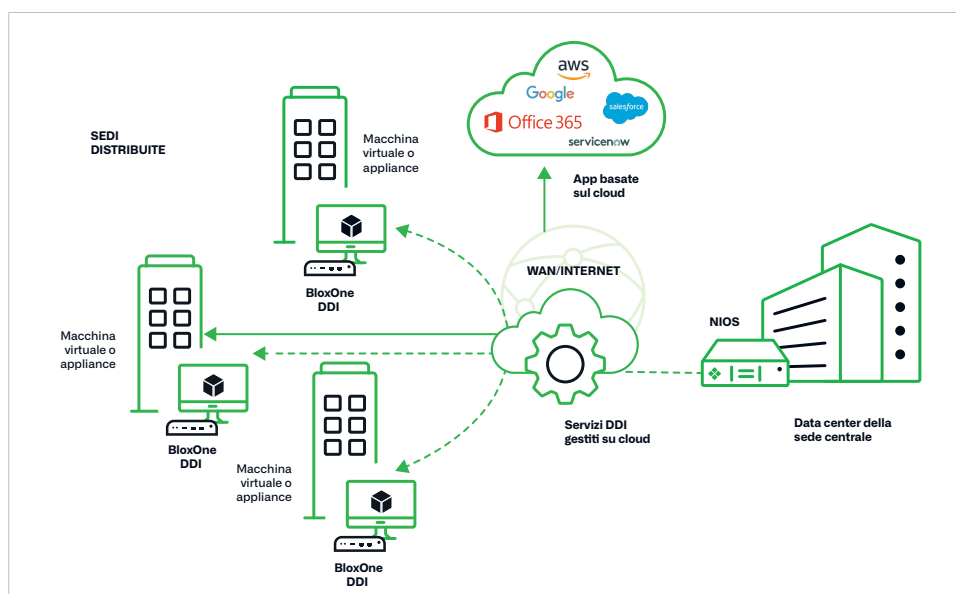 SEDI
DISTRIBUITE
Macchina
virtuale o
appliance
BloxOne
DDI
aws
Google
salesforce
Office 365
servicenow
App basate
sul cloud
WAN/INTERNET
Macchina
virtuale o
appliance
BloxOne
DDI
NIOS
Servizi DDI
gestiti su cloud
Data center della
sede centrale
Macchina
virtuale o
appliance
BloxOne
DDI